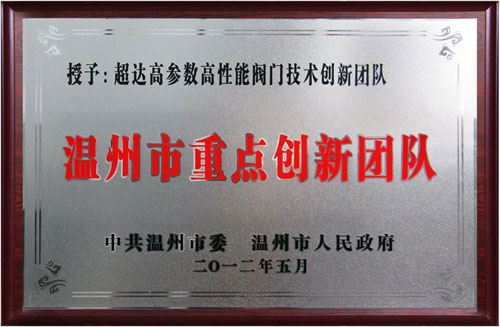 授予：超达高参数高性能阀门技术创新团队
温州市重点创新团队
中共温州市委 温州市人民政府
二〇一二年五月